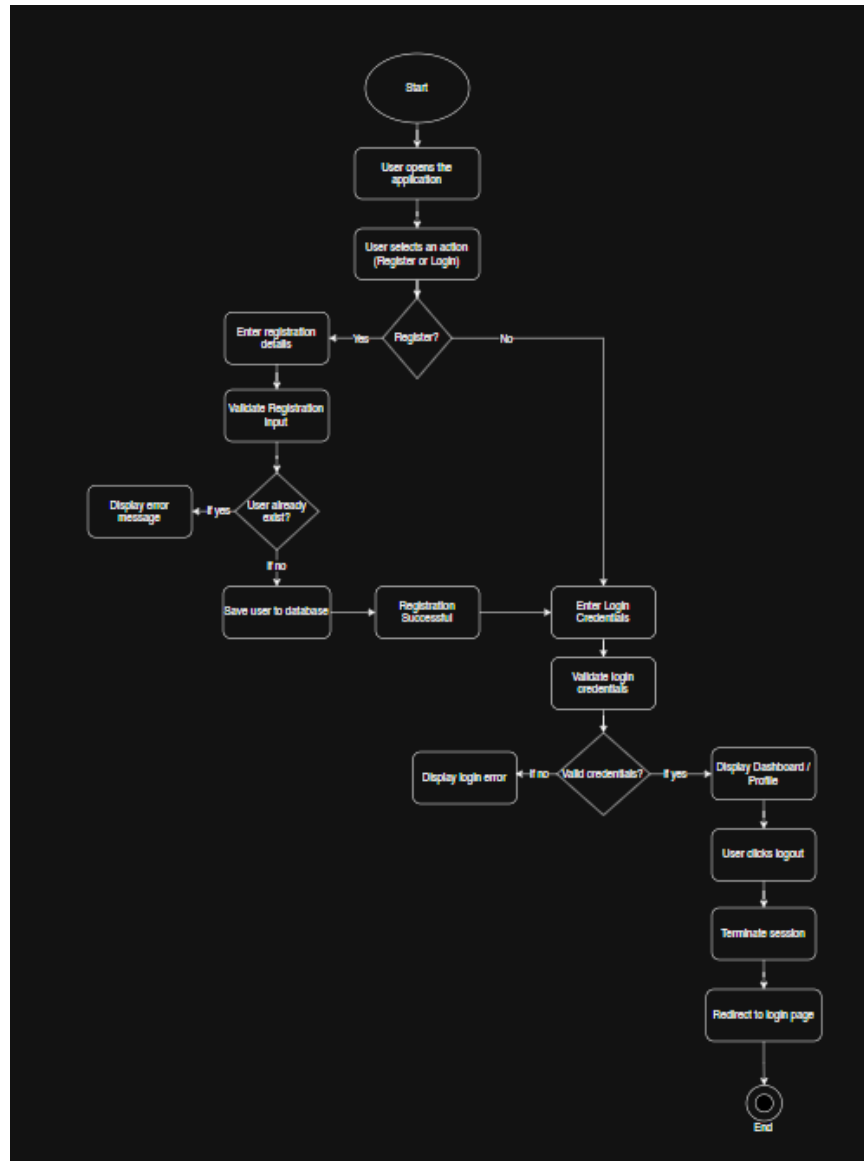 Start
User opens the
application
User selects an action
(Register or Login)
Register?
Yes
No
Enter registration
details
Validate Registration
Input
User already
exist?
If yes
Display error
message
If no
Save user to database
Registration
Successful
Enter Login
Credentials
Validate login
credentials
Valid credentials?
If no
Display login error
If yes
Display Dashboard /
Profile
User clicks logout
Terminate session
Redirect to login page
End